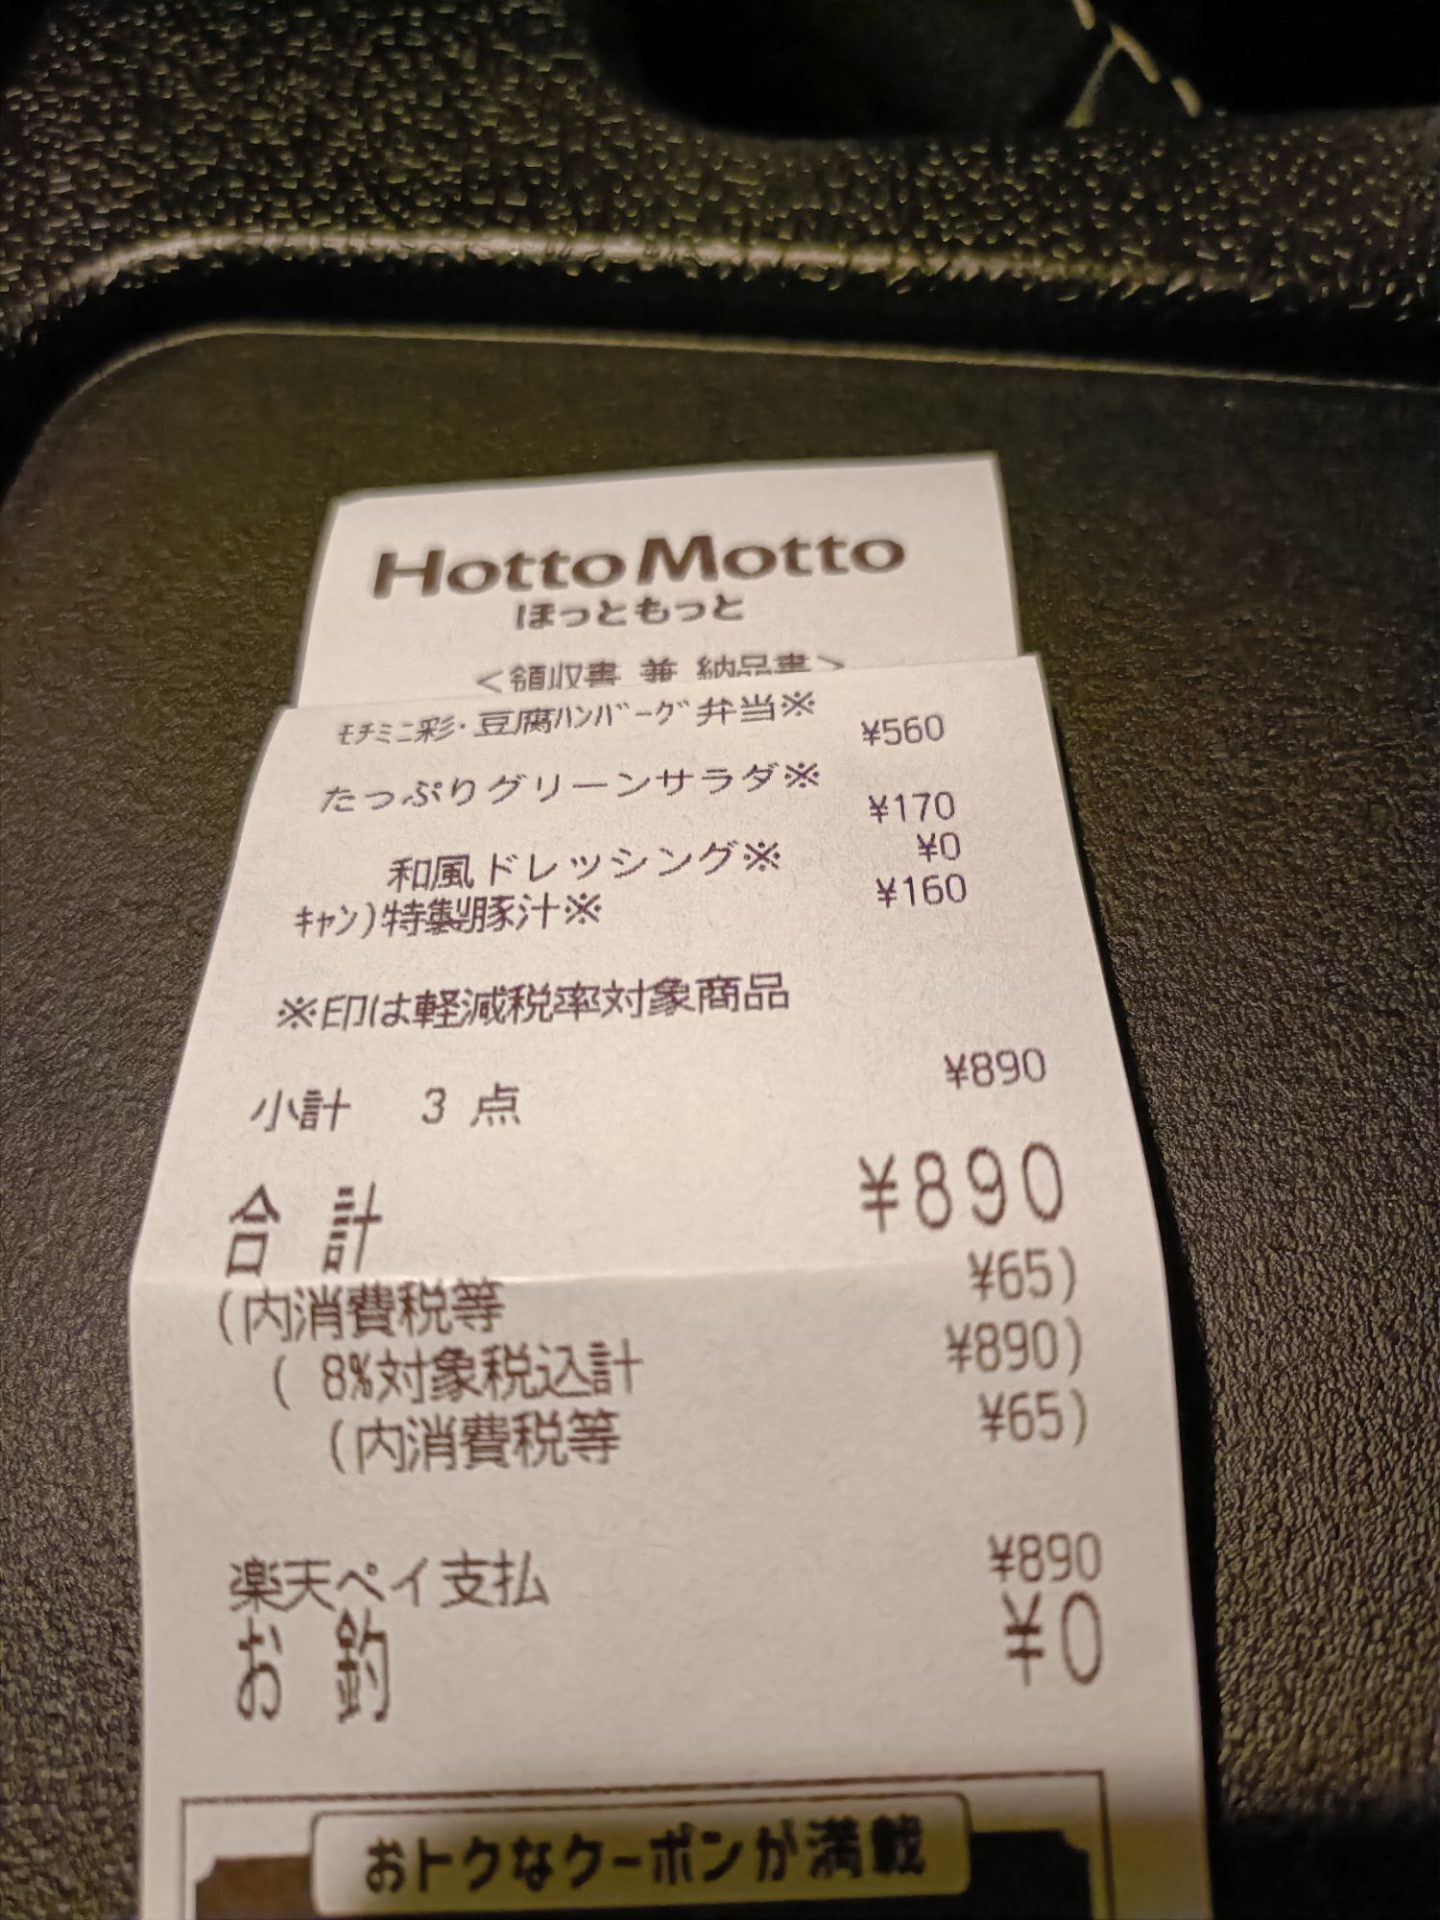 Hotto Motto
ほっともっと
<領収書 兼 納品書>
ﾓﾁﾐﾆ彩・豆腐ﾊﾝﾊﾞｰｸﾞ弁当※
¥560
たっぷりグリーンサラダ※
¥170
和風ドレッシング※ ¥0
ｷｬﾝ)特製豚汁※ ¥160
※印は軽減税率対象商品
小計 3 点 ¥890
合 計 ¥890
(内消費税等 ¥65)
( 8%対象税込計 ¥890)
(内消費税等 ¥65)
楽天ペイ支払 ¥890
お 釣 ¥0
おトクなクーポンが満載